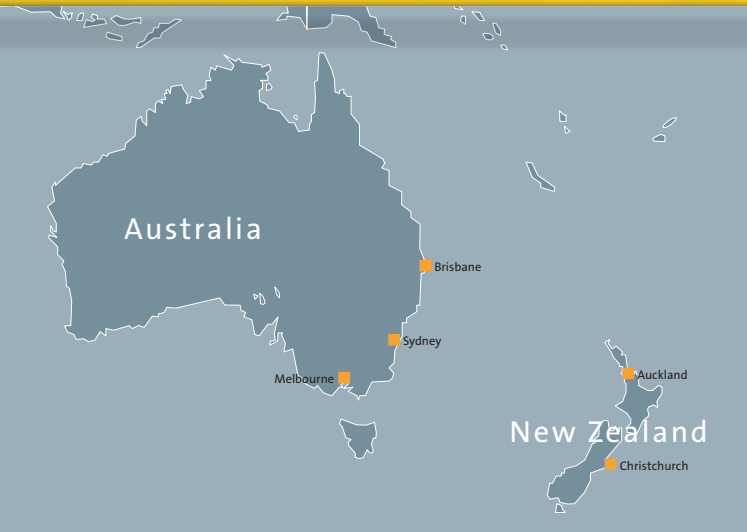 Australia
Brisbane
Sydney
Melbourne
Auckland
New Zealand
Christchurch